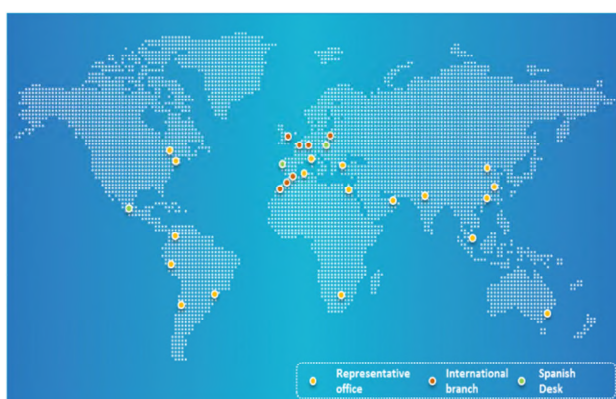 Representative
office
International
branch
Spanish
Desk